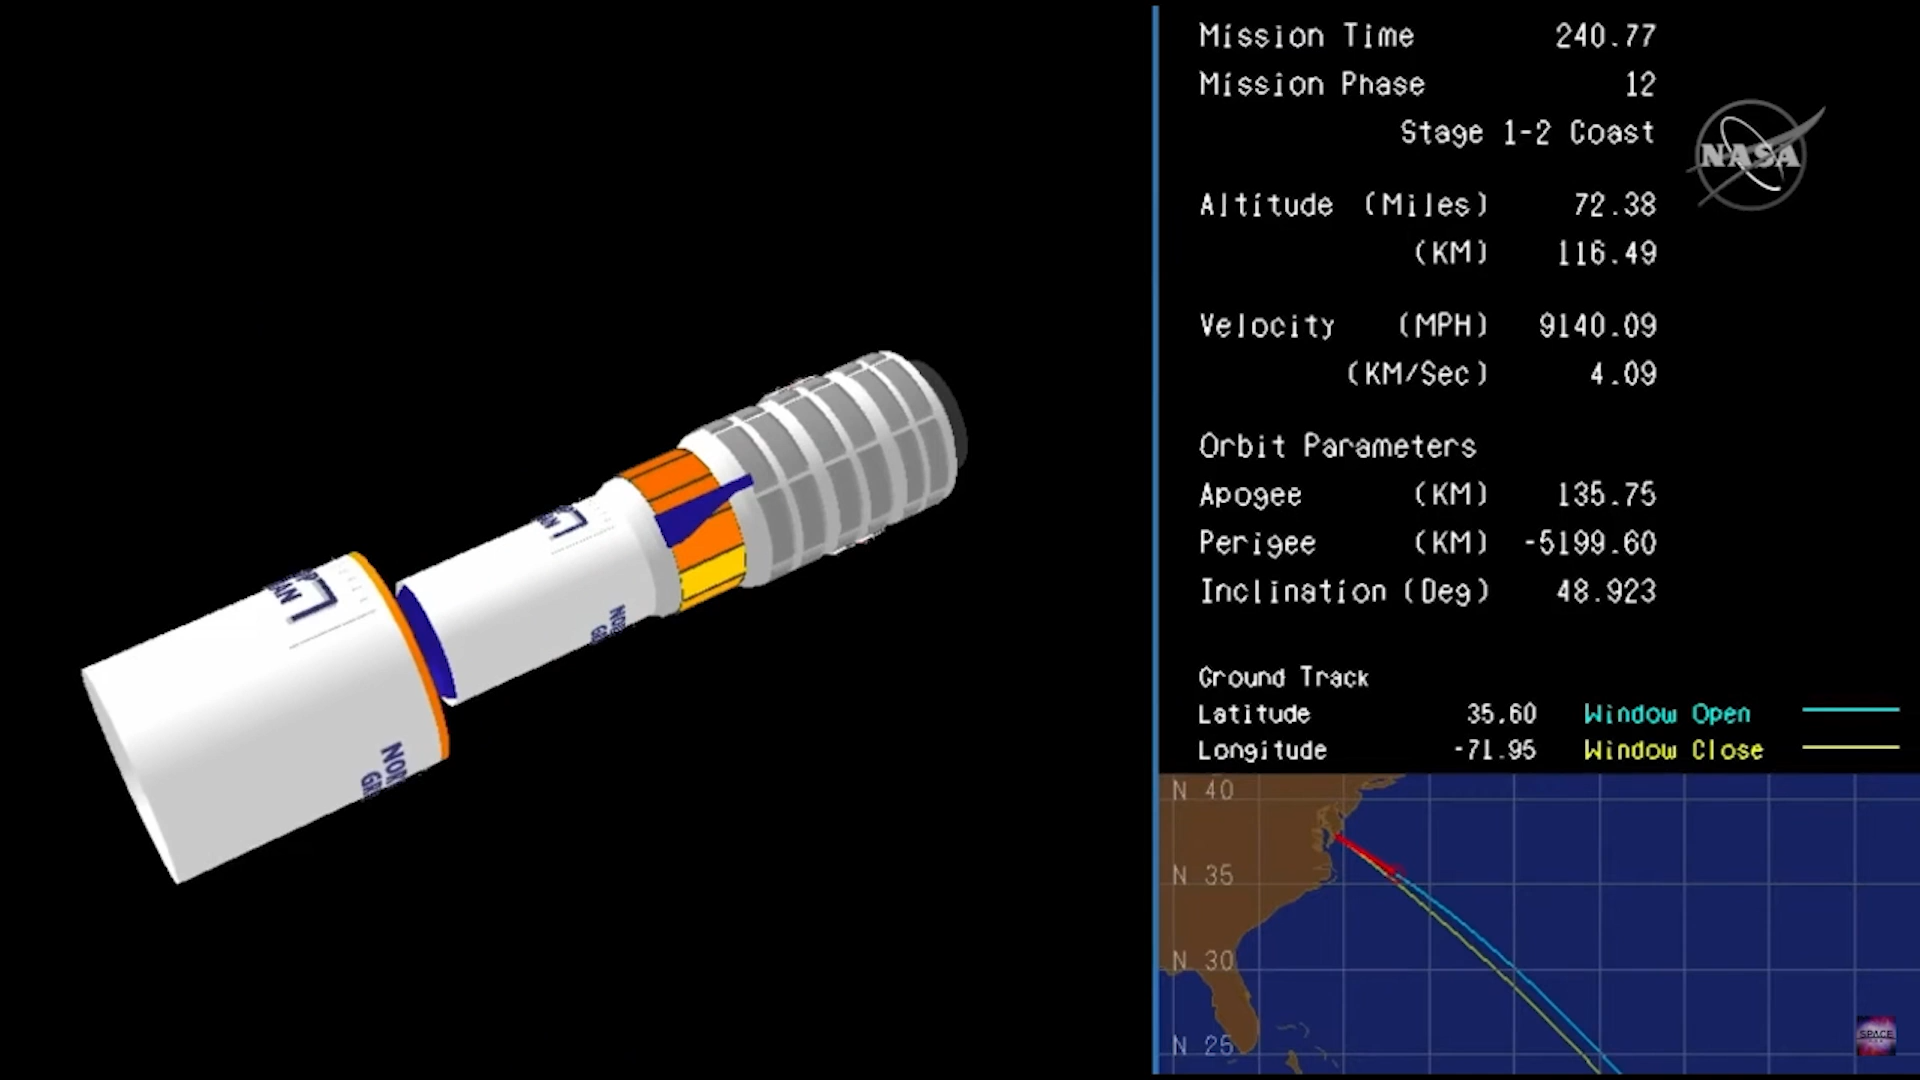 Mission Time 240.77
Mission Phase 12
Stage 1-2 Coast
NASA
Altitude (Miles) 72.38
(KM) 116.49
Velocity (MPH) 9140.09
(KM/Sec) 4.09
Orbit Parameters
Apogee (KM) 135.75
Perigee (KM) -5199.60
Inclination (Deg) 48.923
Ground Track
Latitude 35.60 Window Open
Longitude -71.95 Window Close
N 40
N 35
N 30
N 25
SPACE